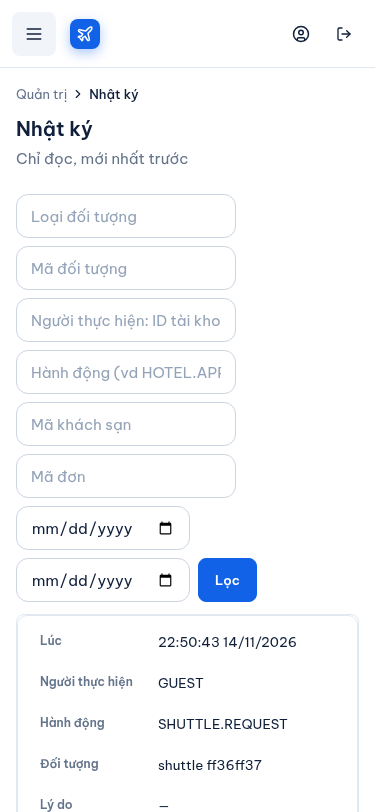 Quản trị > Nhật ký
Nhật ký
Chỉ đọc, mới nhất trước
Loại đối tượng
Mã đối tượng
Người thực hiện: ID tài kho
Hành động (vd HOTEL.APF
Mã khách sạn
Mã đơn
mm/dd/yyyy
mm/dd/yyyy Lọc
Lúc 22:50:43 14/11/2026
Người thực hiện GUEST
Hành động SHUTTLE.REQUEST
Đối tượng shuttle ff36ff37
Lý do —